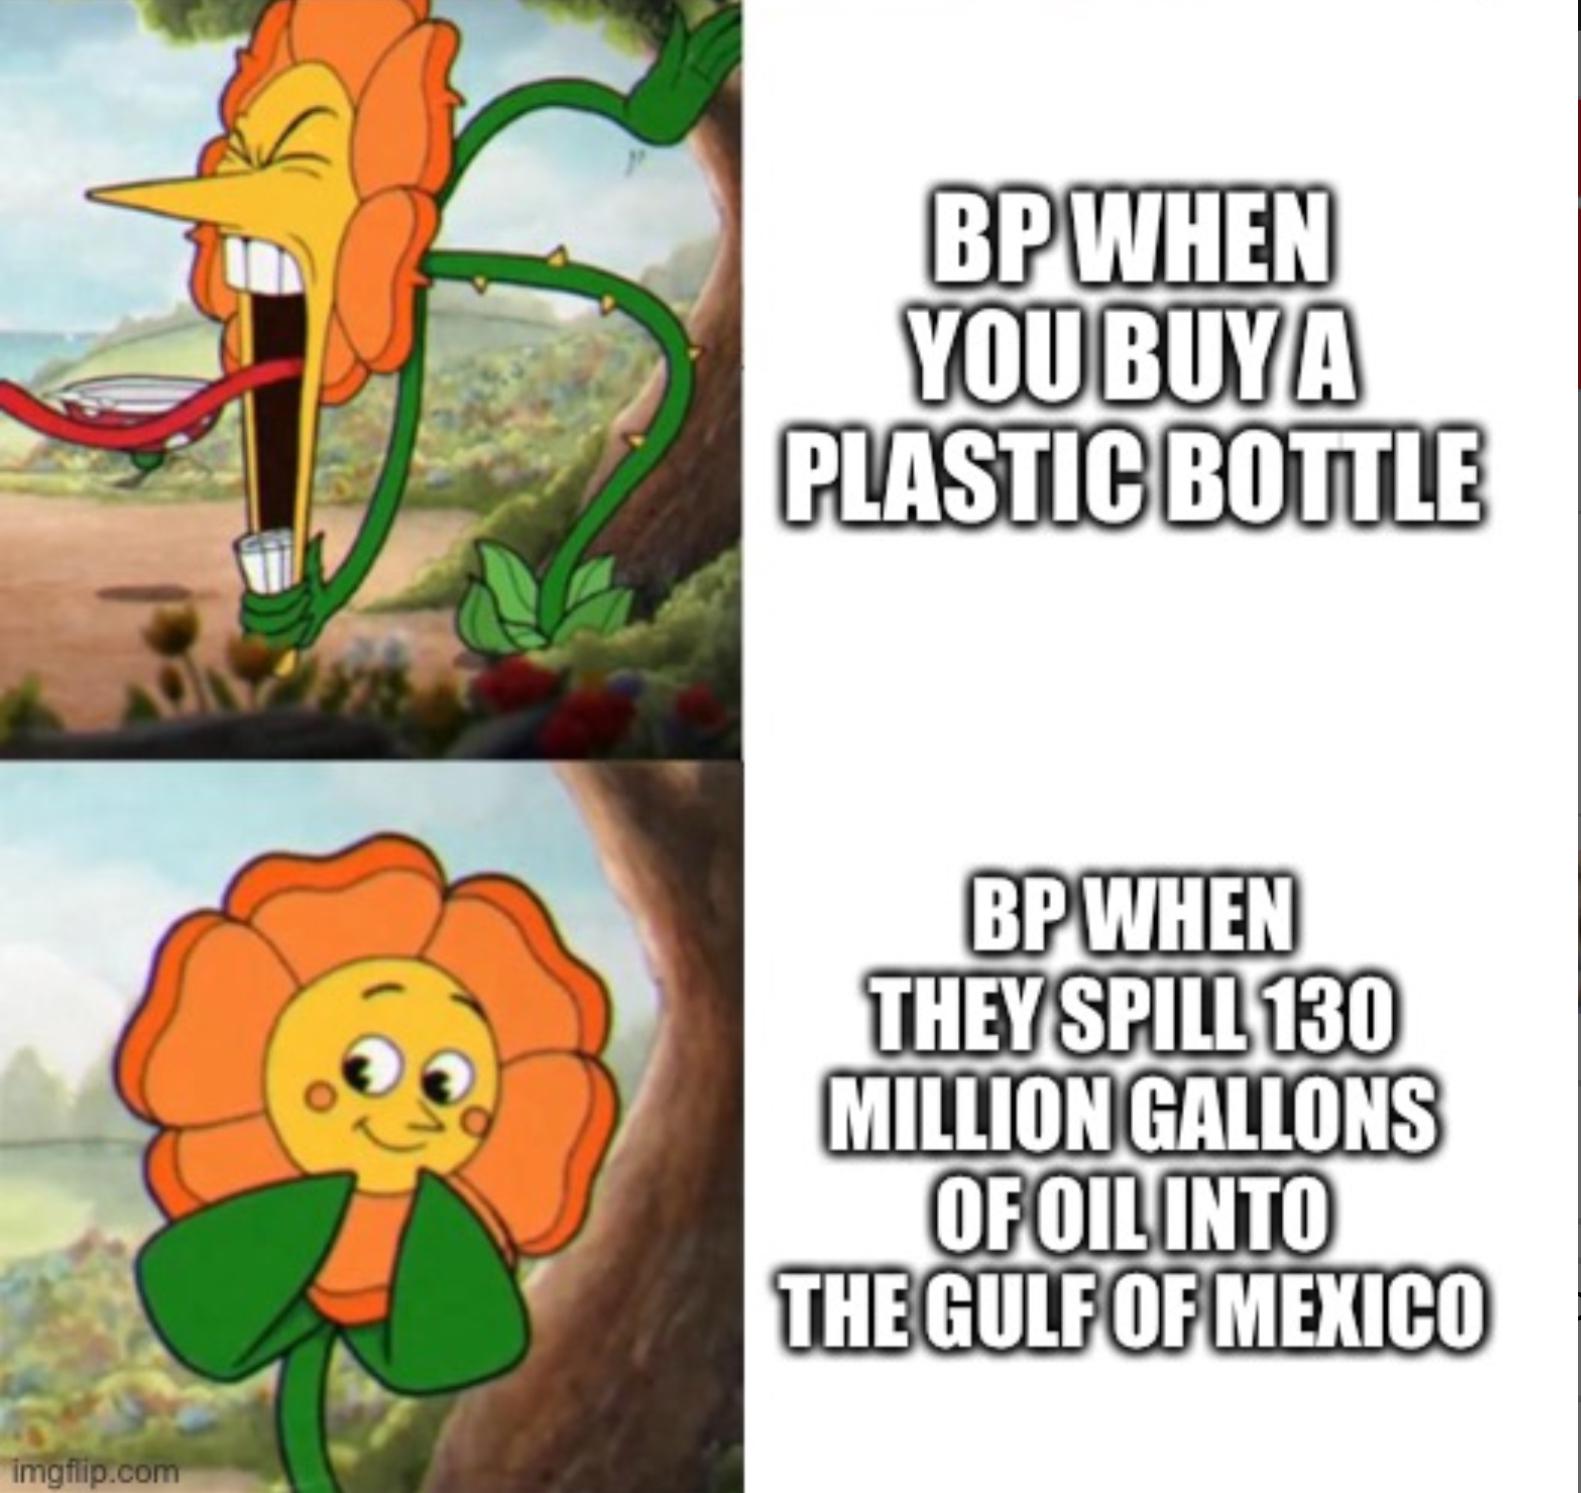 BP WHEN
YOU BUY A
PLASTIC BOTTLE
BP WHEN
THEY SPILL 130
MILLION GALLONS
OF OIL INTO
THE GULF OF MEXICO
imgflip.com